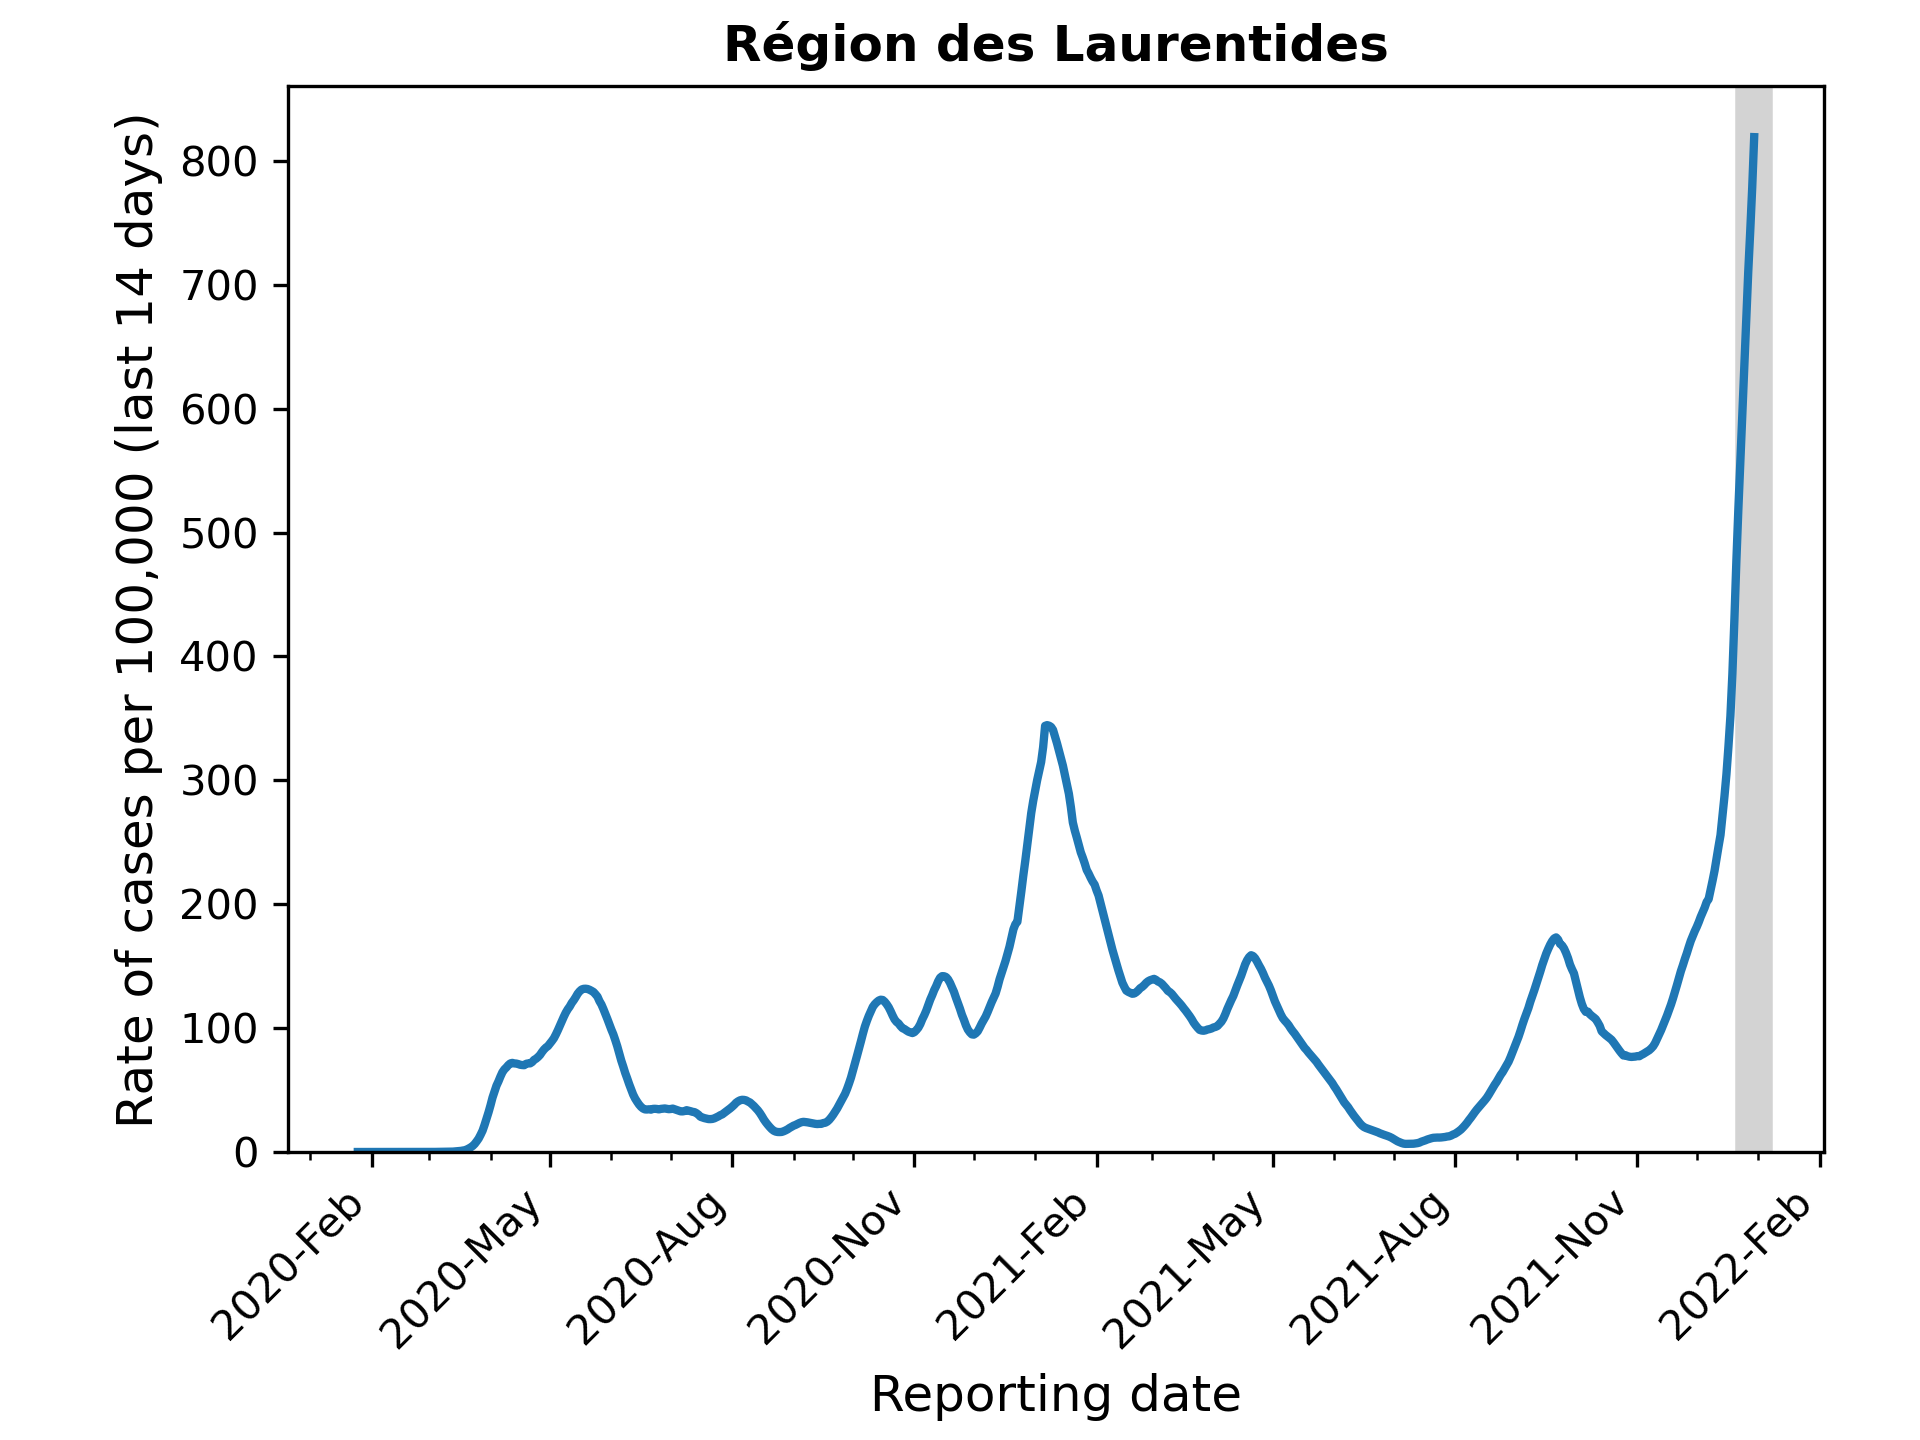 Région des Laurentides
Rate of cases per 100,000 (last 14 days)
800
700
600
500
400
300
200
100
0
2020-Feb
2020-May
2020-Aug
2020-Nov
2021-Feb
2021-May
2021-Aug
2021-Nov
2022-Feb
Reporting date